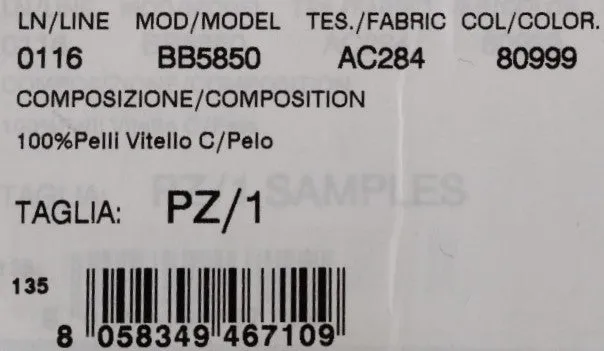 LN/LINE MOD/MODEL TES./FABRIC COL/COLOR.
0116 BB5850 AC284 80999
COMPOSIZIONE/COMPOSITION
100%Pelli Vitello C/Pelo
TAGLIA: PZ/1 SAMPLES
135
8 058349 467109